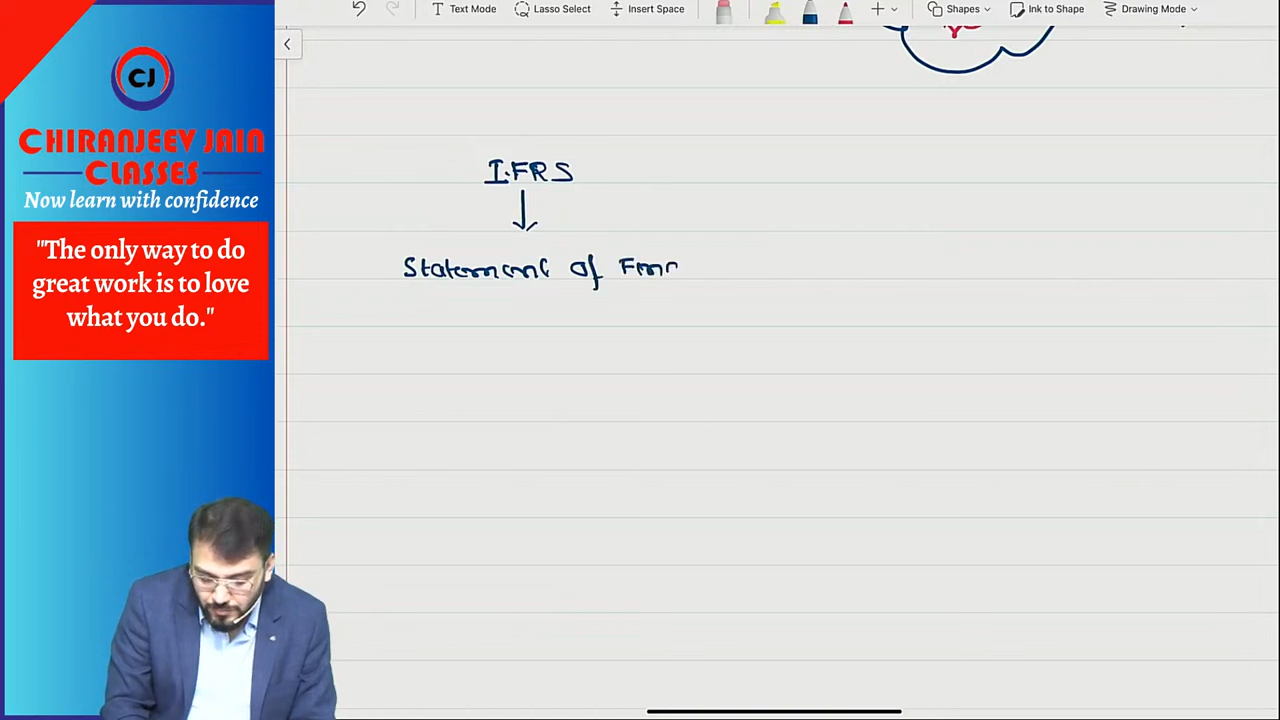 Text Mode
Lasso Select
Insert Space
Shapes
Ink to Shape
Drawing Mode
CJ
CHIRANJEEV JAIN
CLASSES
Now learn with confidence
"The only way to do
great work is to love
what you do."
I.FRS
Statement of Finan